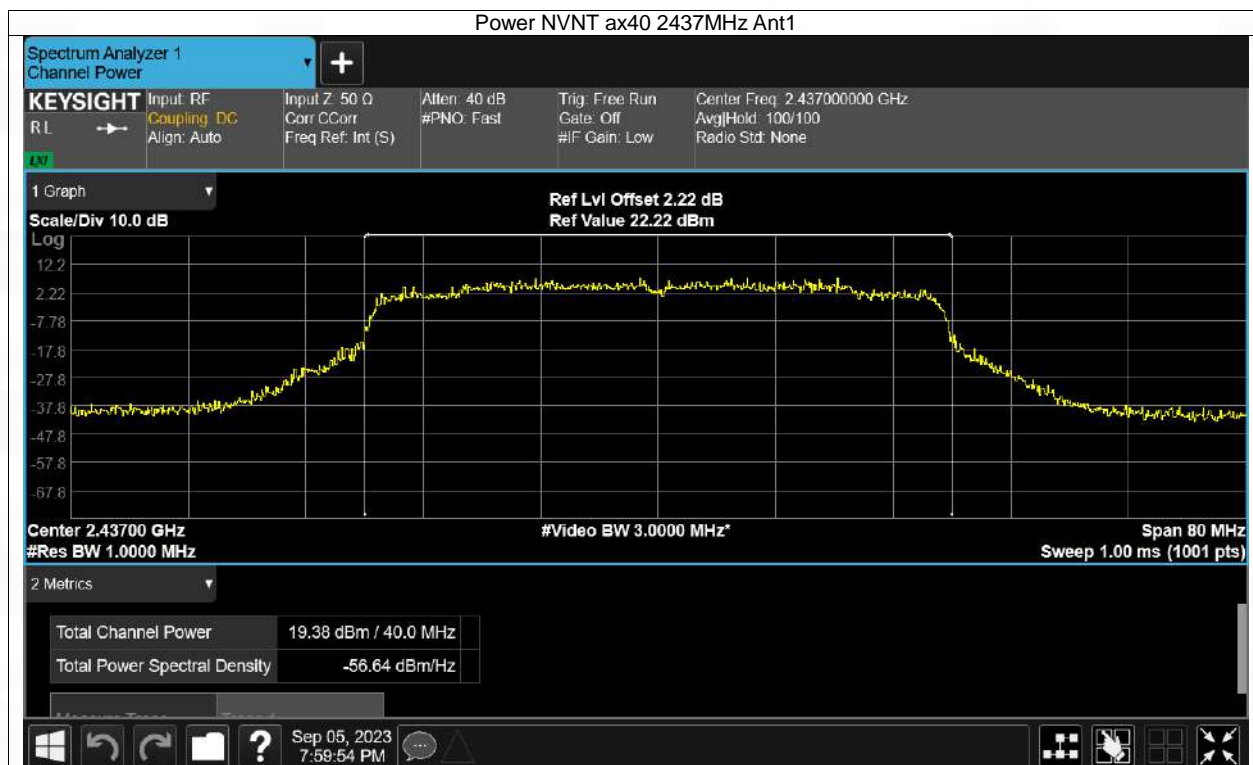 Power NVNT ax40 2437MHz Ant1
Spectrum Analyzer 1
Channel Power
+
KEYSIGHT
RL
LXI
Input: RF
Coupling: DC
Align: Auto
Input Z: 50 Ω
Corr CCorr
Freq Ref: Int (S)
Atten: 40 dB
#PNO: Fast
Trig: Free Run
Gate: Off
#IF Gain: Low
Center Freq: 2.437000000 GHz
Avg|Hold: 100/100
Radio Std: None
1 Graph
Scale/Div 10.0 dB
Ref Lvl Offset 2.22 dB
Ref Value 22.22 dBm
Log
12.2
2.22
-7.78
-17.8
-27.8
-37.8
-47.8
-57.8
-67.8
Center 2.43700 GHz
#Res BW 1.0000 MHz
#Video BW 3.0000 MHz*
Span 80 MHz
Sweep 1.00 ms (1001 pts)
2 Metrics
Total Channel Power 19.38 dBm / 40.0 MHz
Total Power Spectral Density -56.64 dBm/Hz
?
Sep 05, 2023
7:59:54 PM